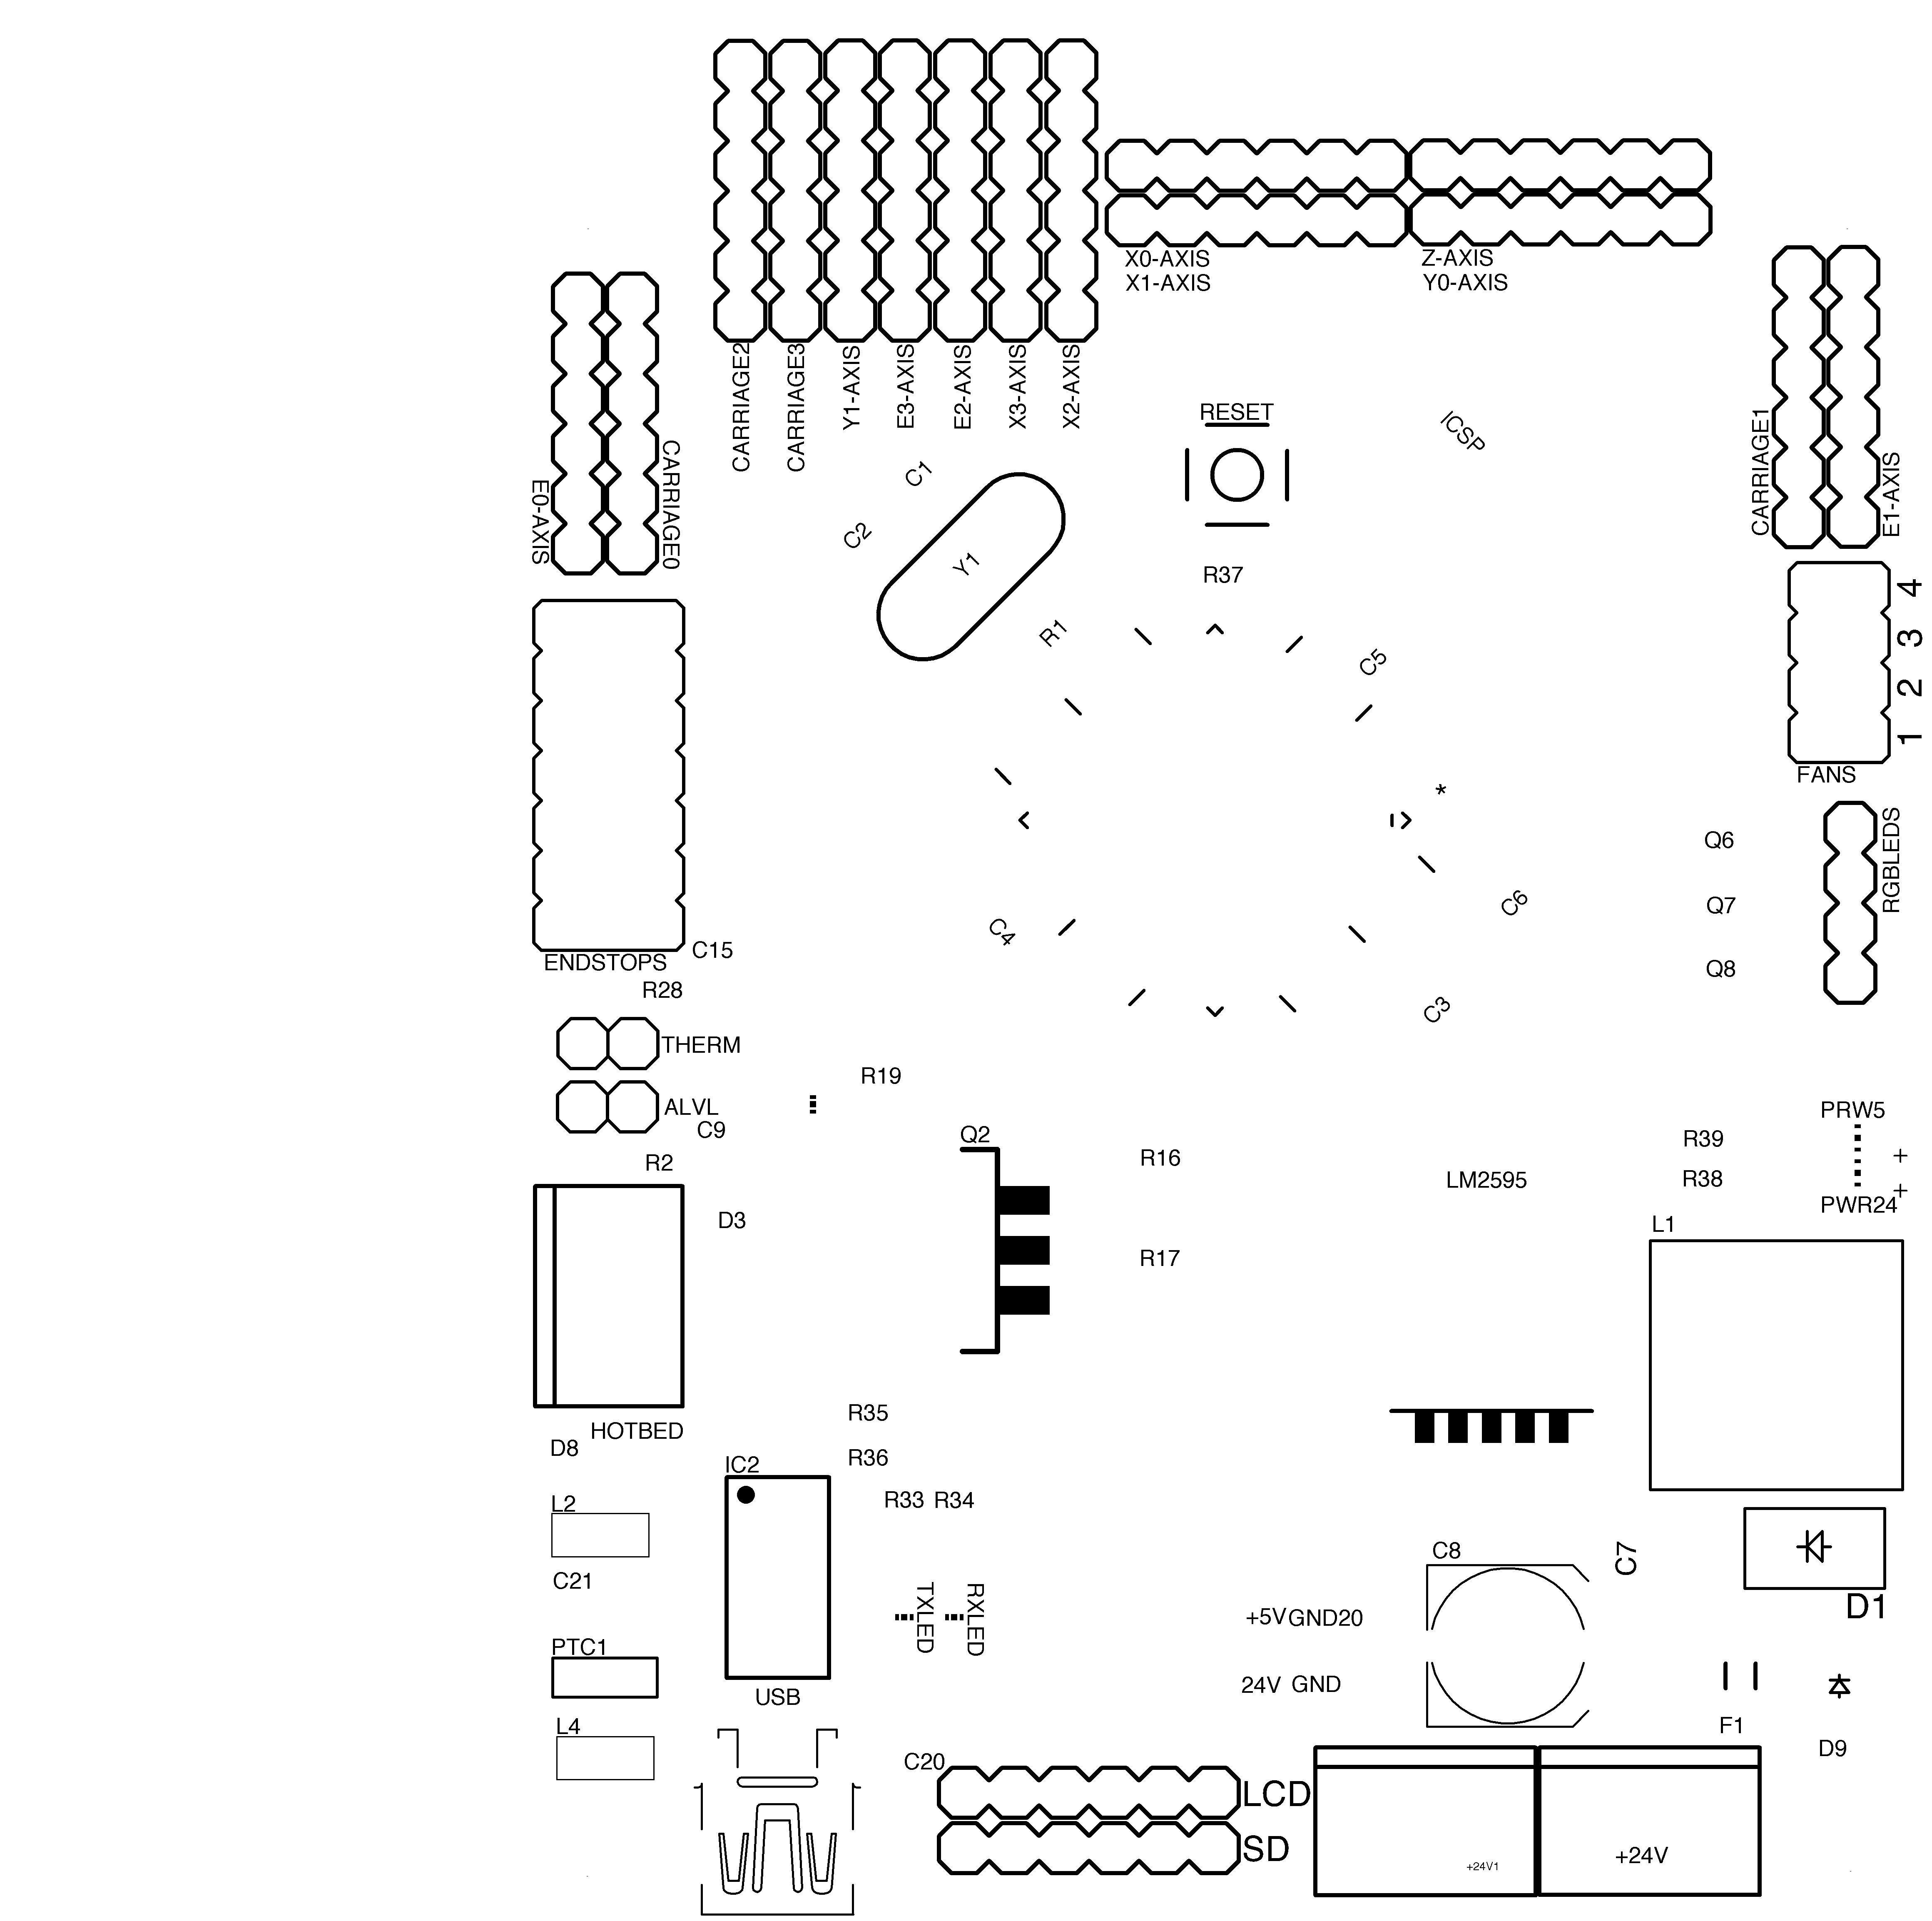 X0-AXIS
X1-AXIS
Z-AXIS
Y0-AXIS
CARRIAGE2
CARRIAGE3
Y1-AXIS
E3-AXIS
E2-AXIS
X3-AXIS
X2-AXIS
RESET
ICSP
CARRIAGE1
E1-AXIS
E0-AXIS
CARRIAGE0
C1
C2
Y1
R37
R1
C5
4
3
2
1
FANS
*
Q6
RGBLEDS
Q7
C6
C4
Q8
C15
ENDSTOPS
R28
C3
THERM
R19
ALVL
C9
PRW5
Q2
R39
R16
R2
LM2595
R38
+
+
PWR24
D3
L1
R17
R35
HOTBED
D8
R36
IC2
R33 R34
L2
C8
C7
C21
D1
TXLED
RXLED
+5V GND20
PTC1
24V GND
USB
L4
F1
D9
C20
LCD
SD
+24V
+24V1